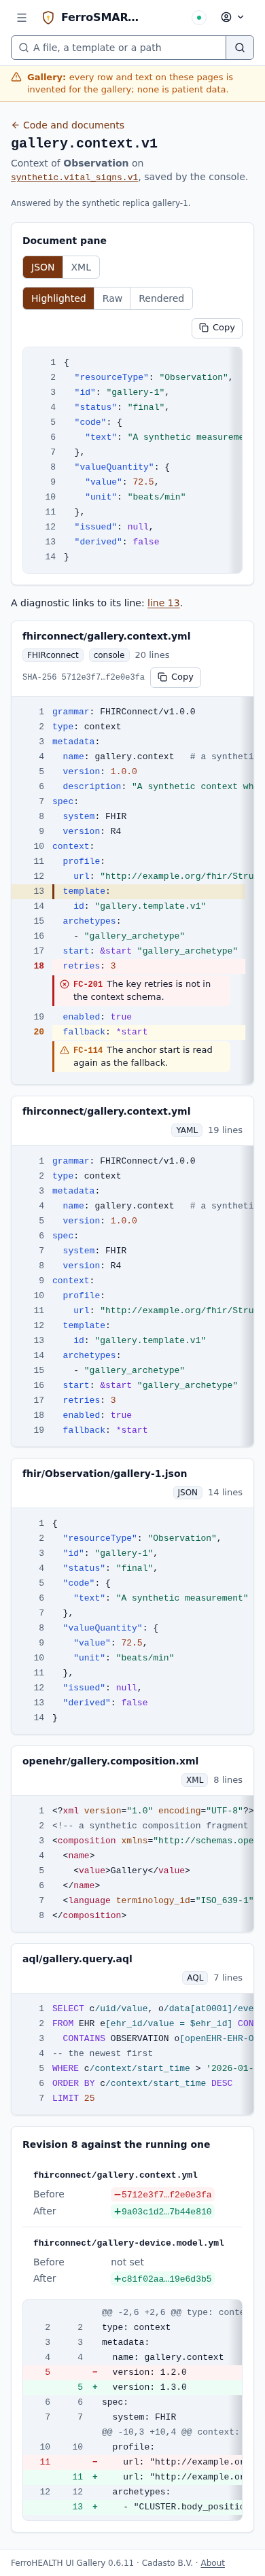 FerroSMAR…
A file, a template or a path
Gallery: every row and text on these pages is
invented for the gallery; none is patient data.
← Code and documents
gallery.context.v1
Context of Observation on
synthetic.vital_signs.v1, saved by the console.
Answered by the synthetic replica gallery-1.
Document pane
JSON XML
Highlighted Raw Rendered
Copy
1 {
2 "resourceType": "Observation",
3 "id": "gallery-1",
4 "status": "final",
5 "code": {
6 "text": "A synthetic measureme
7 },
8 "valueQuantity": {
9 "value": 72.5,
10 "unit": "beats/min"
11 },
12 "issued": null,
13 "derived": false
14 }
A diagnostic links to its line: line 13.
fhirconnect/gallery.context.yml
FHIRconnect console 20 lines
SHA-256 5712e3f7…f2e0e3fa Copy
1 grammar: FHIRConnect/v1.0.0
2 type: context
3 metadata:
4 name: gallery.context # a syntheti
5 version: 1.0.0
6 description: "A synthetic context wh
7 spec:
8 system: FHIR
9 version: R4
10 context:
11 profile:
12 url: "http://example.org/fhir/Stru
13 template:
14 id: "gallery.template.v1"
15 archetypes:
16 - "gallery_archetype"
17 start: &start "gallery_archetype"
18 retries: 3
FC-201 The key retries is not in
the context schema.
19 enabled: true
20 fallback: *start
FC-114 The anchor start is read
again as the fallback.
fhirconnect/gallery.context.yml
YAML 19 lines
1 grammar: FHIRConnect/v1.0.0
2 type: context
3 metadata:
4 name: gallery.context # a syntheti
5 version: 1.0.0
6 spec:
7 system: FHIR
8 version: R4
9 context:
10 profile:
11 url: "http://example.org/fhir/Stru
12 template:
13 id: "gallery.template.v1"
14 archetypes:
15 - "gallery_archetype"
16 start: &start "gallery_archetype"
17 retries: 3
18 enabled: true
19 fallback: *start
fhir/Observation/gallery-1.json
JSON 14 lines
1 {
2 "resourceType": "Observation",
3 "id": "gallery-1",
4 "status": "final",
5 "code": {
6 "text": "A synthetic measurement"
7 },
8 "valueQuantity": {
9 "value": 72.5,
10 "unit": "beats/min"
11 },
12 "issued": null,
13 "derived": false
14 }
openehr/gallery.composition.xml
XML 8 lines
1 <?xml version="1.0" encoding="UTF-8"?>
2 <!-- a synthetic composition fragment
3 <composition xmlns="http://schemas.ope
4 <name>
5 <value>Gallery</value>
6 </name>
7 <language terminology_id="ISO_639-1"
8 </composition>
aql/gallery.query.aql
AQL 7 lines
1 SELECT c/uid/value, o/data[at0001]/eve
2 FROM EHR e[ehr_id/value = $ehr_id] CON
3 CONTAINS OBSERVATION o[openEHR-EHR-O
4 -- the newest first
5 WHERE c/context/start_time > '2026-01-
6 ORDER BY c/context/start_time DESC
7 LIMIT 25
Revision 8 against the running one
fhirconnect/gallery.context.yml
Before −5712e3f7…f2e0e3fa
After +9a03c1d2…7b44e810
fhirconnect/gallery-device.model.yml
Before not set
After +c81f02aa…19e6d3b5
@@ -2,6 +2,6 @@ type: conte
2 2 type: context
3 3 metadata:
4 4 name: gallery.context
5 − version: 1.2.0
5 + version: 1.3.0
6 6 spec:
7 7 system: FHIR
@@ -10,3 +10,4 @@ context:
10 10 profile:
11 − url: "http://example.or
11 + url: "http://example.or
12 12 archetypes:
13 + - "CLUSTER.body_positio
FerroHEALTH UI Gallery 0.6.11 · Cadasto B.V. · About